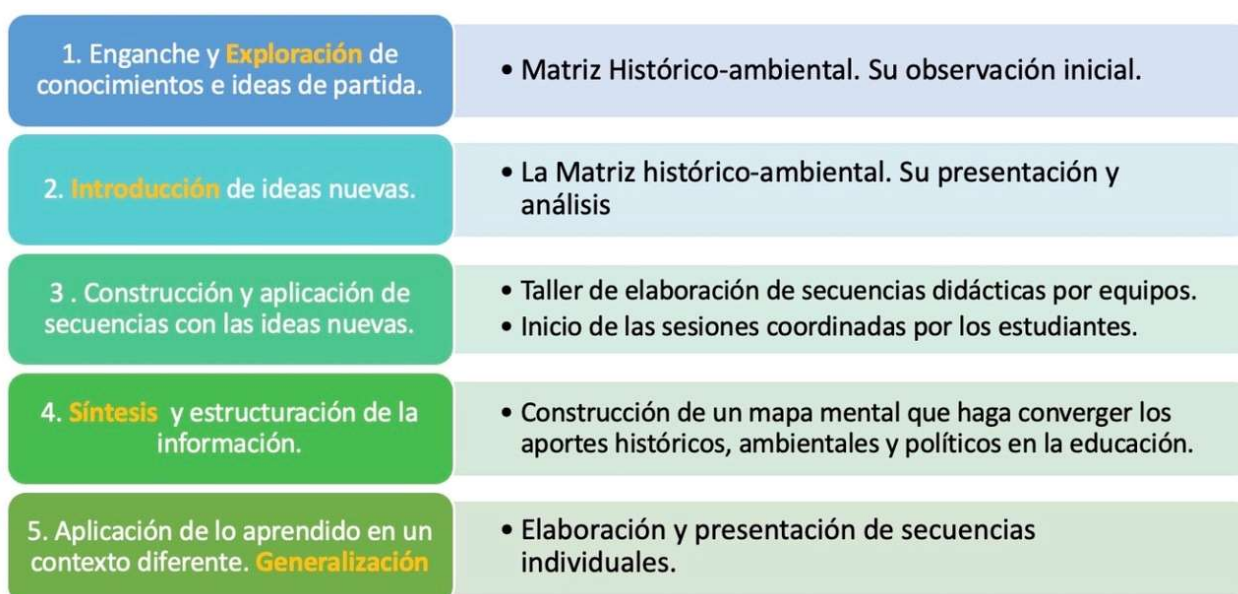 1. Enganche y Exploración de
conocimientos e ideas de partida.
• Matriz Histórico-ambiental. Su observación inicial.
2. Introducción de ideas nuevas.
• La Matriz histórico-ambiental. Su presentación y
análisis
3 . Construcción y aplicación de
secuencias con las ideas nuevas.
• Taller de elaboración de secuencias didácticas por equipos.
• Inicio de las sesiones coordinadas por los estudiantes.
4. Síntesis y estructuración de la
información.
• Construcción de un mapa mental que haga converger los
aportes históricos, ambientales y políticos en la educación.
5. Aplicación de lo aprendido en un
contexto diferente. Generalización
• Elaboración y presentación de secuencias
individuales.